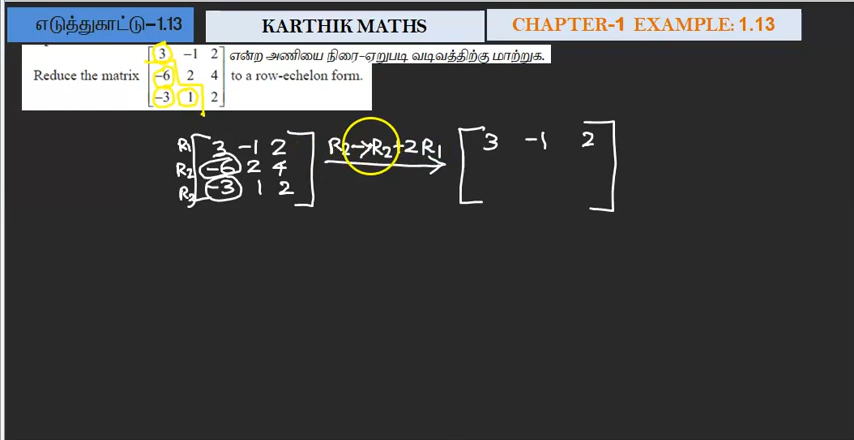 எடுத்துகாட்டு–1.13
KARTHIK MATHS
CHAPTER-1 EXAMPLE: 1.13
3 −1 2 என்ற அணியை நிரை-ஏறுபடி வடிவத்திற்கு மாற்றுக.
Reduce the matrix −6 2 4 to a row-echelon form.
−3 1 2
R1 3 -1 2 R2→R2+2R1 3 -1 2
R2 -6 2 4
R3 -3 1 2